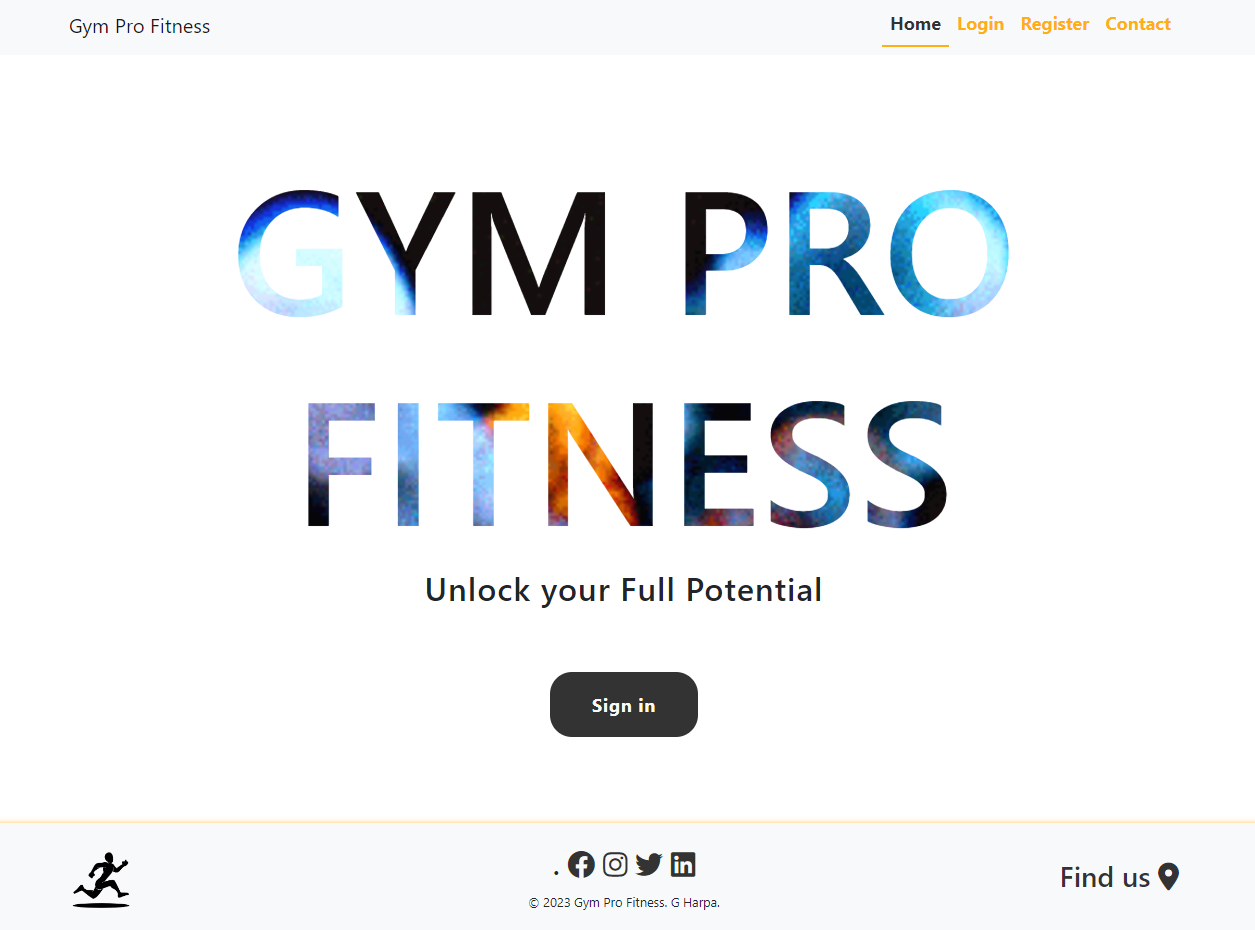 Gym Pro Fitness
Home Login Register Contact
GYM PRO
FITNESS
Unlock your Full Potential
Sign in
.
Find us
© 2023 Gym Pro Fitness. G Harpa.